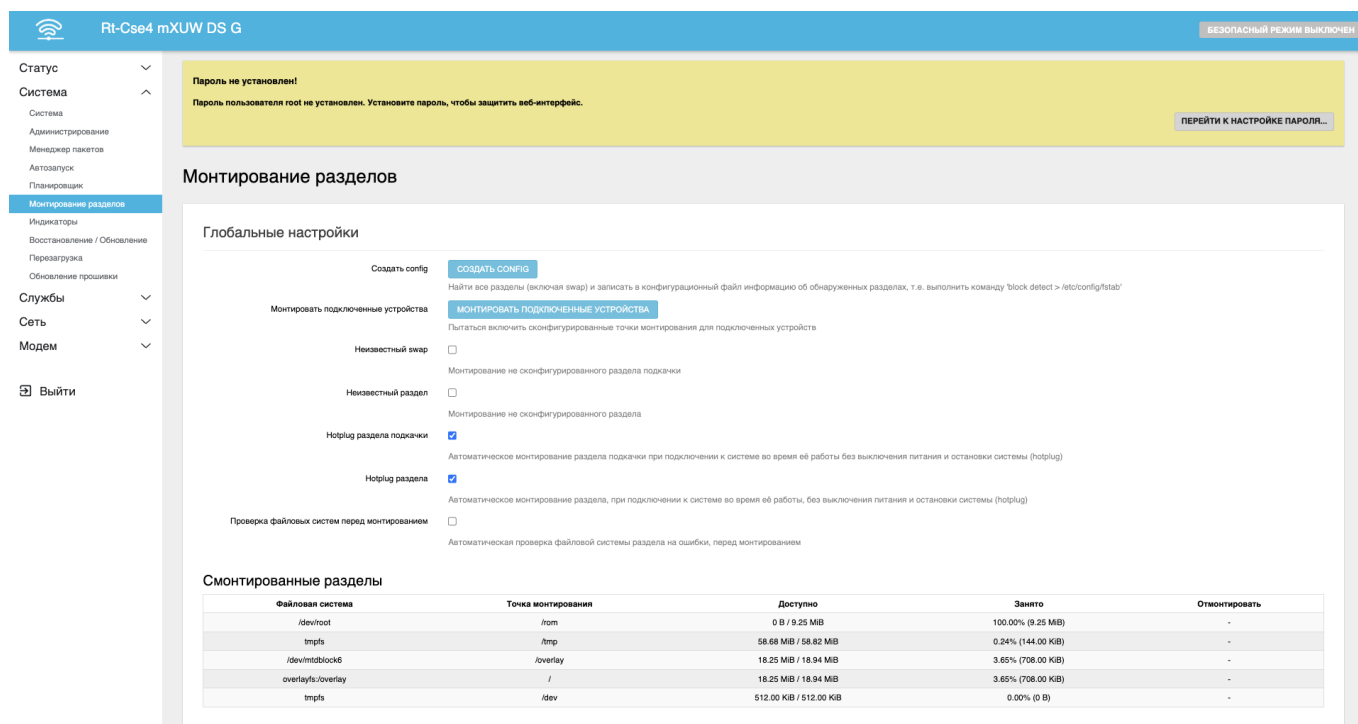 Rt-Cse4 mXUW DS G
БЕЗОПАСНЫЙ РЕЖИМ ВЫКЛЮЧЕН
Статус
Система
Система
Администрирование
Менеджер пакетов
Автозапуск
Планировщик
Монтирование разделов
Индикаторы
Восстановление / Обновление
Перезагрузка
Обновление прошивки
Службы
Сеть
Модем
Выйти
Пароль не установлен!
Пароль пользователя root не установлен. Установите пароль, чтобы защитить веб-интерфейс.
ПЕРЕЙТИ К НАСТРОЙКЕ ПАРОЛЯ...
Монтирование разделов
Глобальные настройки
Создать config СОЗДАТЬ CONFIG
Найти все разделы (включая swap) и записать в конфигурационный файл информацию об обнаруженных разделах, т.е. выполнить команду 'block detect > /etc/config/fstab'
Монтировать подключенные устройства МОНТИРОВАТЬ ПОДКЛЮЧЕННЫЕ УСТРОЙСТВА
Пытаться включить сконфигурированные точки монтирования для подключенных устройств
Неизвестный swap
Монтирование не сконфигурированного раздела подкачки
Неизвестный раздел
Монтирование не сконфигурированного раздела
Hotplug раздела подкачки
Автоматическое монтирование раздела подкачки при подключении к системе во время её работы без выключения питания и остановки системы (hotplug)
Hotplug раздела
Автоматическое монтирование раздела, при подключении к системе во время её работы, без выключения питания и остановки системы (hotplug)
Проверка файловых систем перед монтированием
Автоматическая проверка файловой системы раздела на ошибки, перед монтированием
Смонтированные разделы
Файловая система Точка монтирования Доступно Занято Отмонтировать
/dev/root /rom 0 B / 9.25 MiB 100.00% (9.25 MiB) -
tmpfs /tmp 58.68 MiB / 58.82 MiB 0.24% (144.00 KiB) -
/dev/mtdblock6 /overlay 18.25 MiB / 18.94 MiB 3.65% (708.00 KiB) -
overlayfs:/overlay / 18.25 MiB / 18.94 MiB 3.65% (708.00 KiB) -
tmpfs /dev 512.00 KiB / 512.00 KiB 0.00% (0 B) -